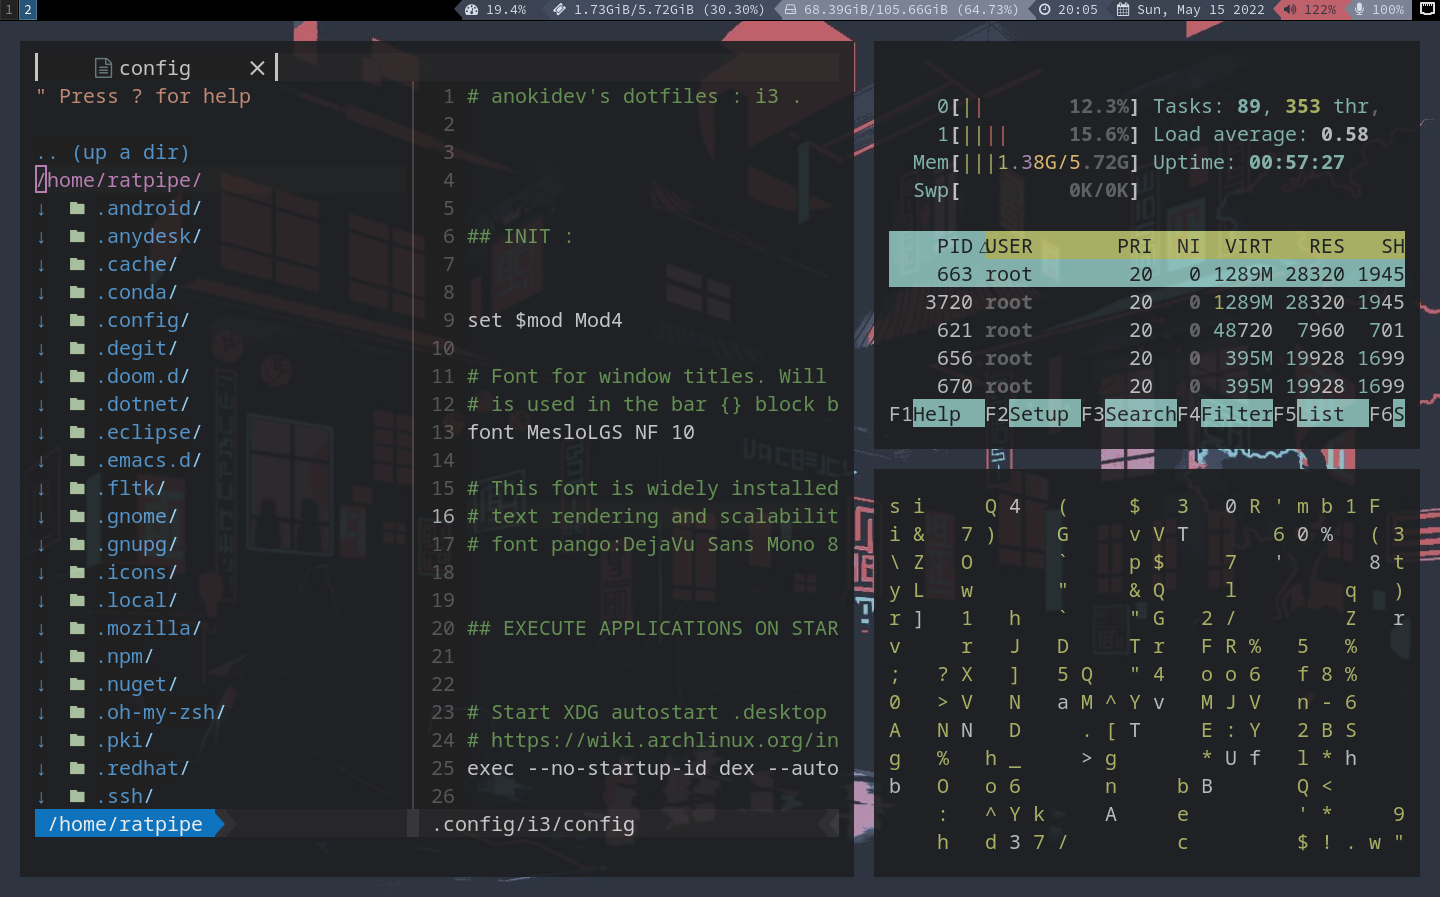 1 2 19.4% 1.73GiB/5.72GiB (30.30%) 68.39GiB/105.66GiB (64.73%) 20:05 Sun, May 15 2022 122% 100%
config ×
" Press ? for help
.. (up a dir)
/home/ratpipe/
↓ .android/
↓ .anydesk/
↓ .cache/
↓ .conda/
↓ .config/
↓ .degit/
↓ .doom.d/
↓ .dotnet/
↓ .eclipse/
↓ .emacs.d/
↓ .fltk/
↓ .gnome/
↓ .gnupg/
↓ .icons/
↓ .local/
↓ .mozilla/
↓ .npm/
↓ .nuget/
↓ .oh-my-zsh/
↓ .pki/
↓ .redhat/
↓ .ssh/
/home/ratpipe
1 # anokidev's dotfiles : i3 .
2
3
4
5
6 ## INIT :
7
8
9 set $mod Mod4
10
11 # Font for window titles. Will
12 # is used in the bar {} block b
13 font MesloLGS NF 10
14
15 # This font is widely installed
16 # text rendering and scalabilit
17 # font pango:DejaVu Sans Mono 8
18
19
20 ## EXECUTE APPLICATIONS ON STAR
21
22
23 # Start XDG autostart .desktop
24 # https://wiki.archlinux.org/in
25 exec --no-startup-id dex --auto
26
.config/i3/config
0[|| 12.3%] Tasks: 89, 353 thr,
1[|||| 15.6%] Load average: 0.58
Mem[|||1.38G/5.72G] Uptime: 00:57:27
Swp[ 0K/0K]
PID△USER PRI NI VIRT RES SH
663 root 20 0 1289M 28320 1945
3720 root 20 0 1289M 28320 1945
621 root 20 0 48720 7960 701
656 root 20 0 395M 19928 1699
670 root 20 0 395M 19928 1699
F1Help F2Setup F3SearchF4FilterF5List F6S
s i Q 4 ( $ 3 0 R ' m b 1 F
i & 7 ) G v V T 6 0 % ( 3
\ Z O ` p $ 7 ' 8 t
y L w " & Q l q )
r ] 1 h ` " G 2 / Z r
v r J D T r F R % 5 %
; ? X ] 5 Q " 4 o o 6 f 8 %
0 > V N a M ^ Y v M J V n - 6
A N N D . [ T E : Y 2 B S
g % h _ > g * U f l * h
b O o 6 n b B Q <
: ^ Y k A e ' * 9
h d 3 7 / c $ ! . w "